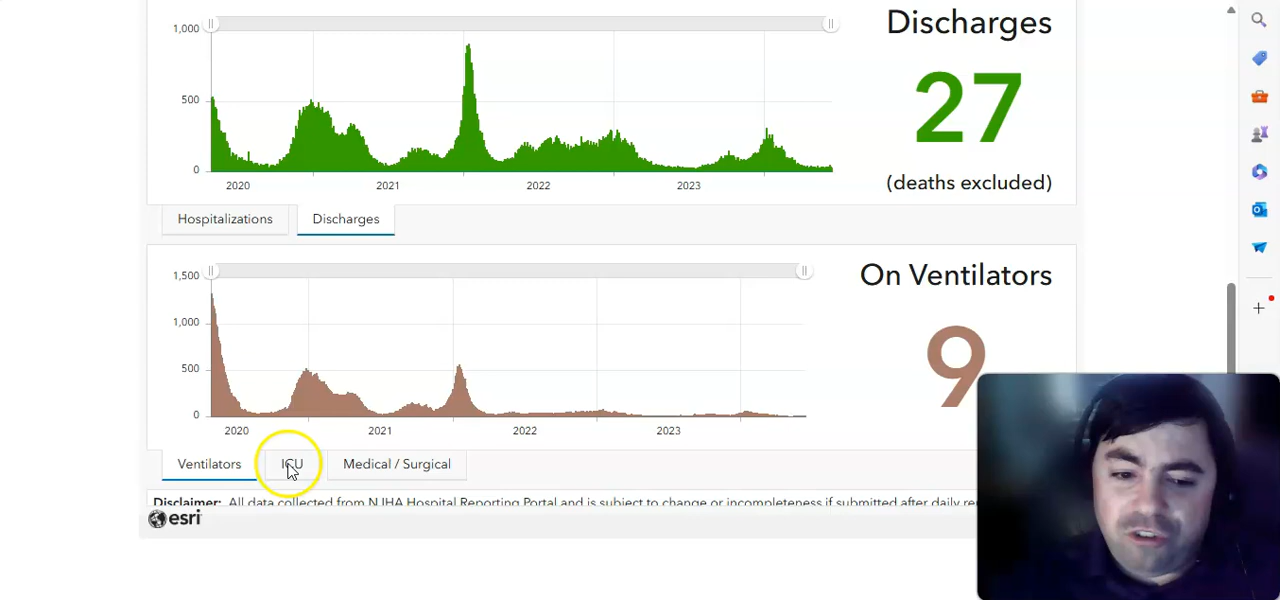 Discharges
1,000
500
0
27
2020
2021
2022
2023
(deaths excluded)
Hospitalizations
Discharges
On Ventilators
1,500
1,000
500
0
9
2020
2021
2022
2023
Ventilators
ICU
Medical / Surgical
Disclaimer: All data collected from NJHA Hospital Reporting Portal and is subject to change or incompleteness if submitted after daily
esri